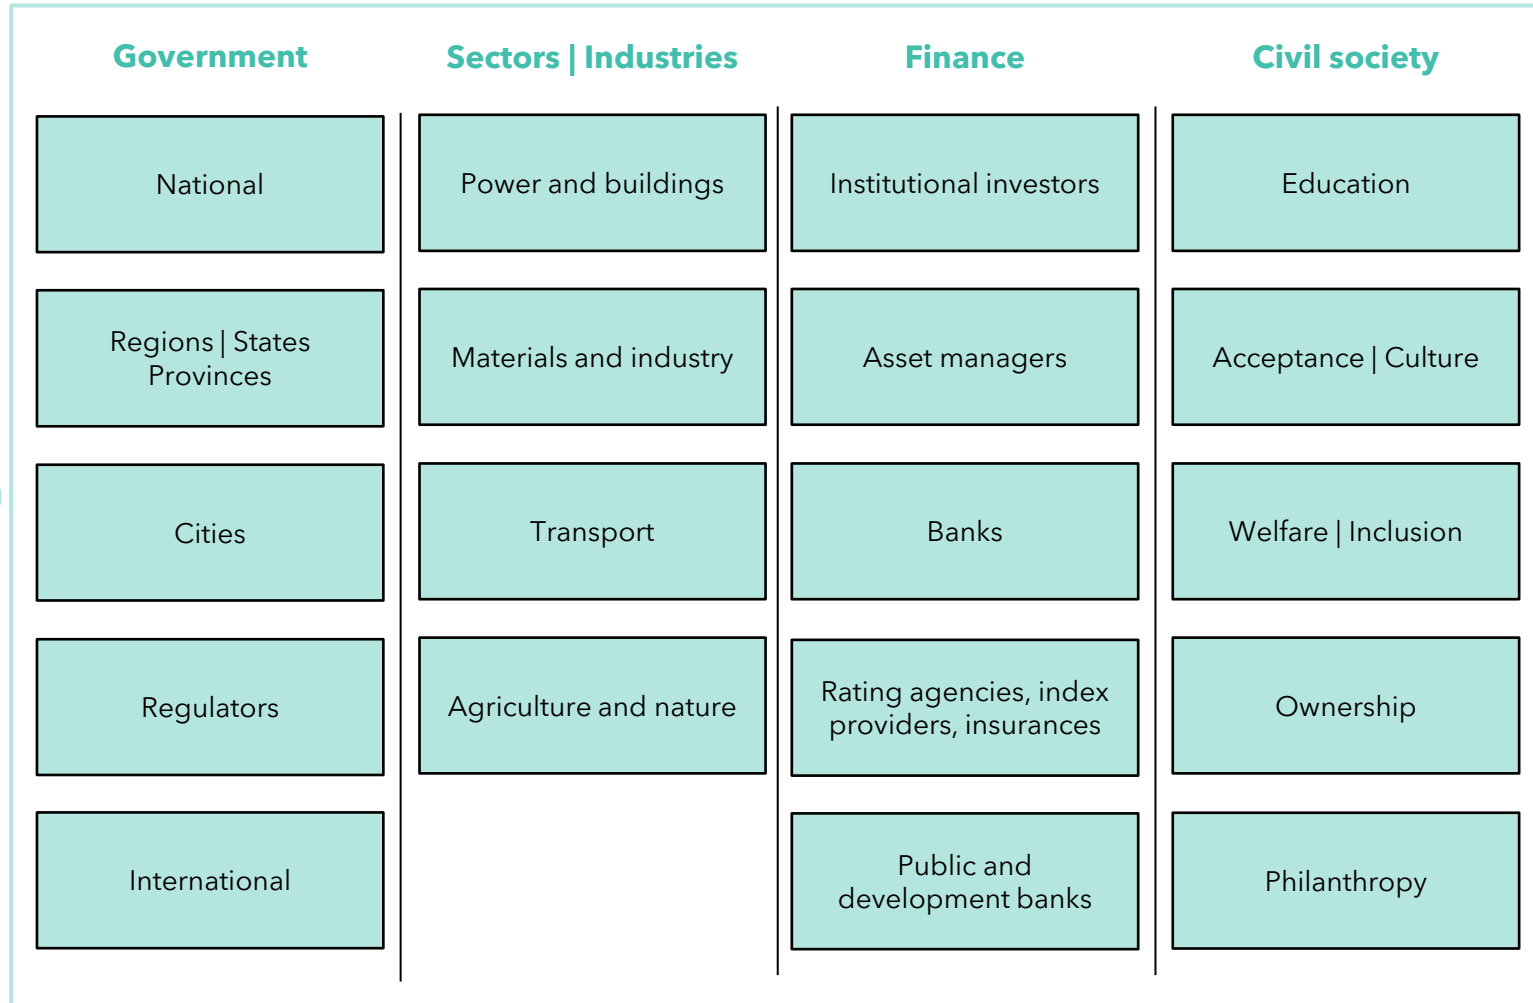 Government
Sectors | Industries
Finance
Civil society
National
Power and buildings
Institutional investors
Education
Regions | States
Provinces
Materials and industry
Asset managers
Acceptance | Culture
Cities
Transport
Banks
Welfare | Inclusion
Regulators
Agriculture and nature
Rating agencies, index
providers, insurances
Ownership
International
Public and
development banks
Philanthropy